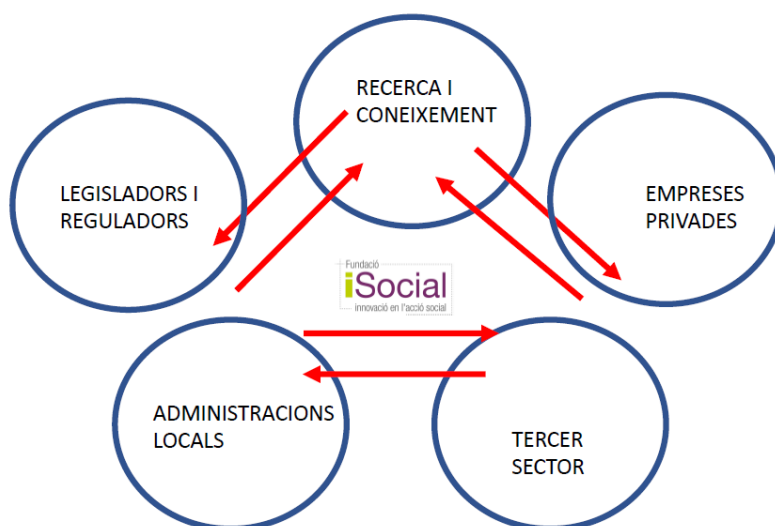 RECERCA I
CONEIXEMENT
LEGISLADORS I
REGULADORS
EMPRESES
PRIVADES
Fundació
iSocial
innovació en l'acció social
ADMINISTRACIONS
LOCALS
TERCER
SECTOR